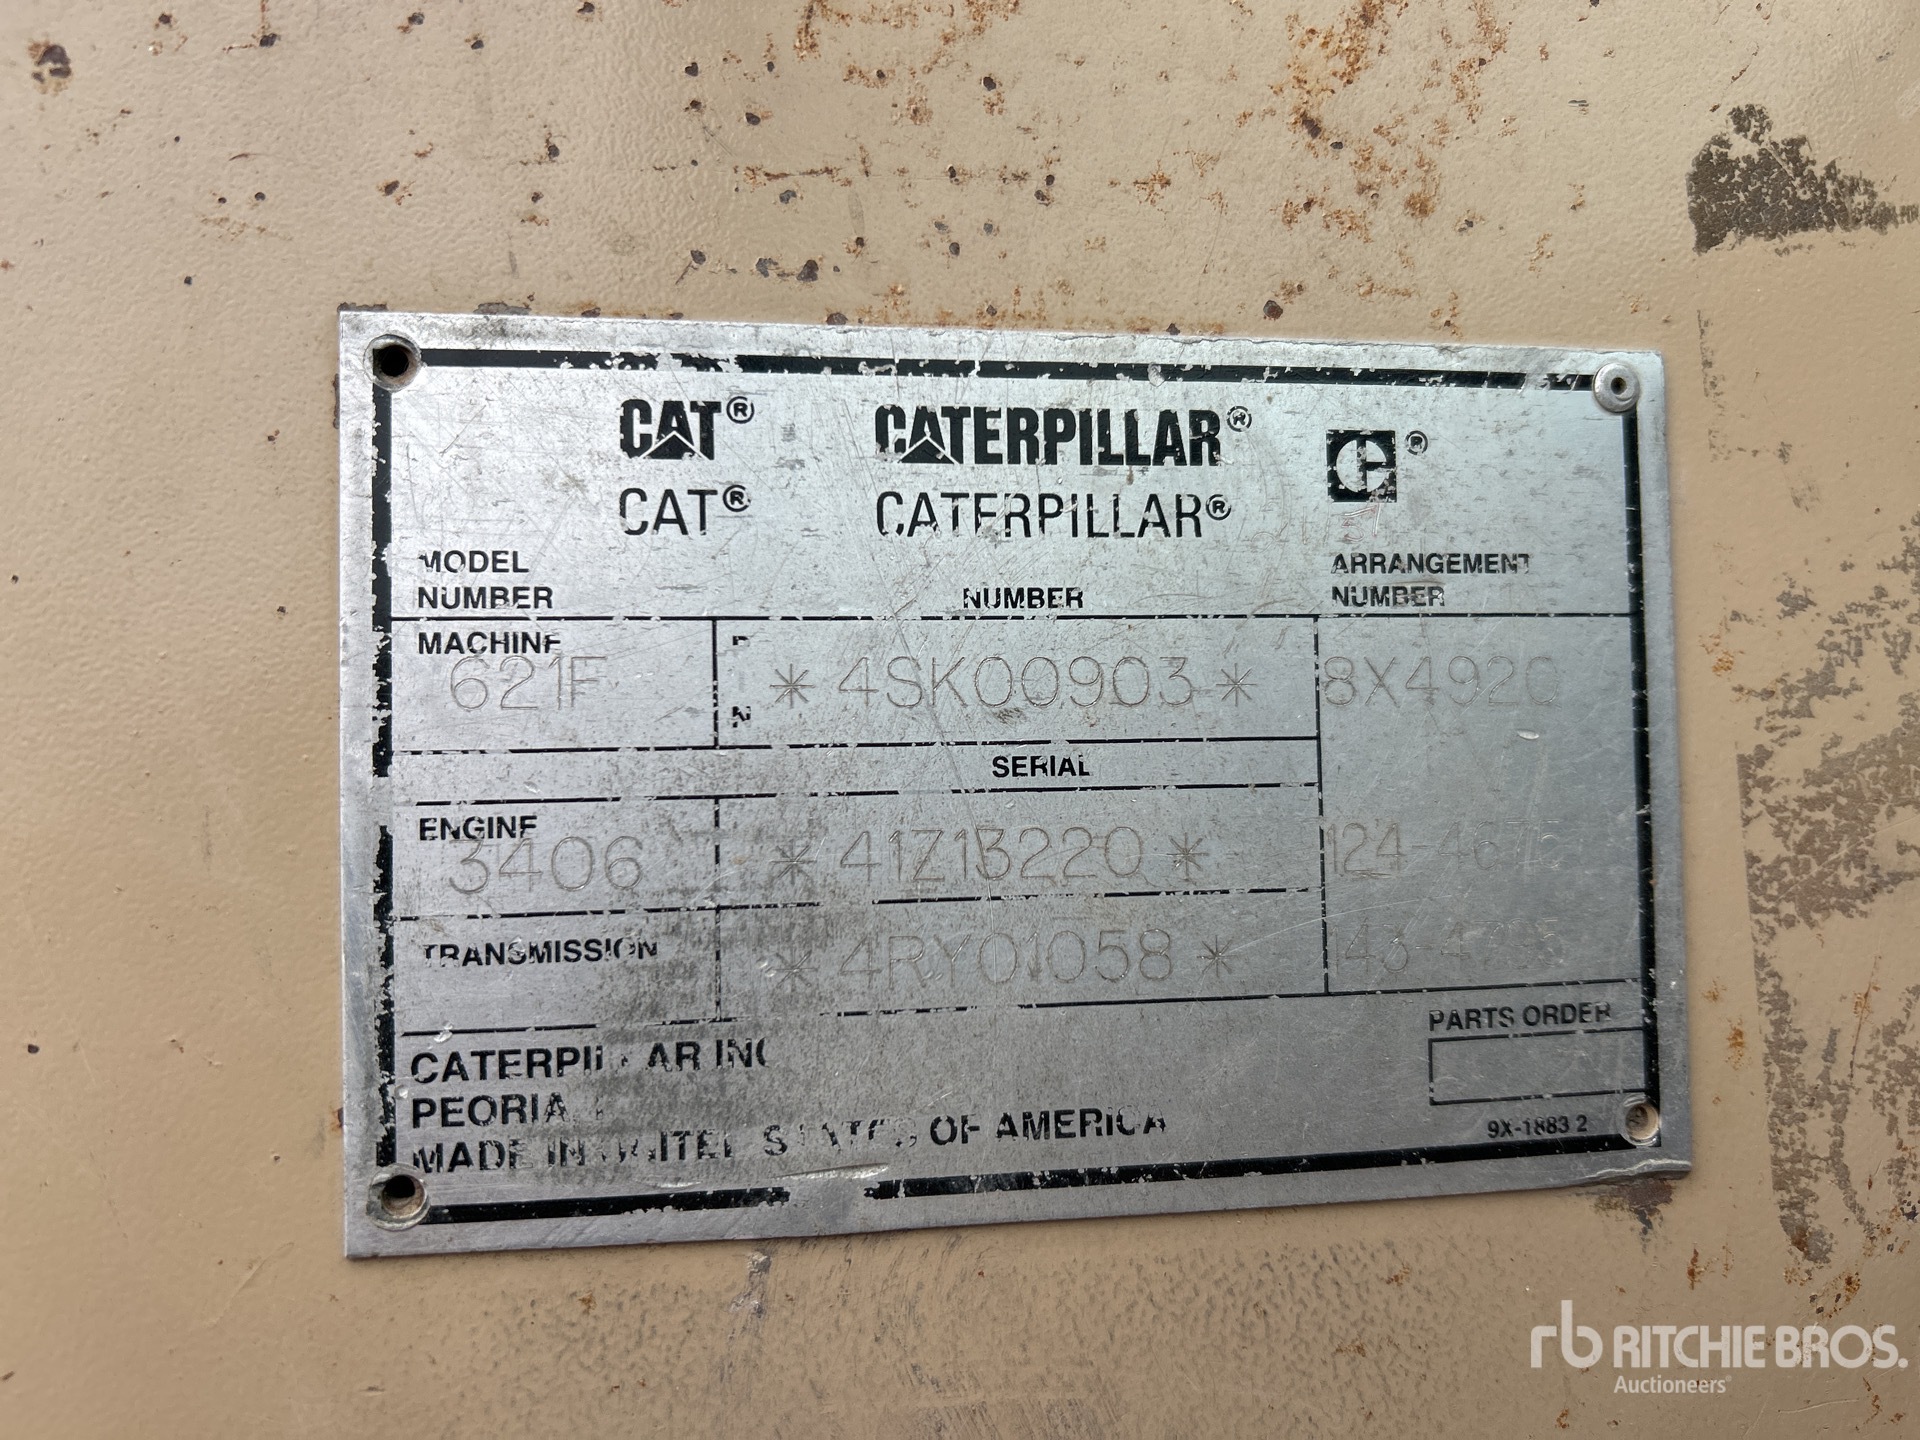 CAT® CATERPILLAR® ®
CAT® CATERPILLAR®
MODEL NUMBER NUMBER ARRANGEMENT NUMBER
MACHINE
621F *4SK00903* 8X4920
SERIAL
ENGINE
3406 *41Z13220*
TRANSMISSION *4RY01058*
PARTS ORDER
CATERPILLAR INC
PEORIA
MADE IN UNITED STATES OF AMERICA
9X-1883 2
rb RITCHIE BROS.
Auctioneers